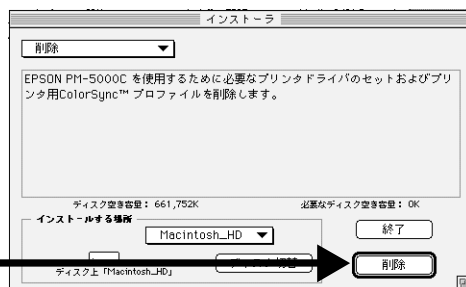 インストーラ
削除
EPSON PM-5000C を使用するために必要なプリンタドライバのセットおよびプリ
ンタ用ColorSync™ プロファイルを削除します。
ディスク空き容量： 661,752K 必要なディスク空き容量： 0K
インストールする場所
Macintosh_HD
終了
ディスク上「Macintosh_HD」
削除